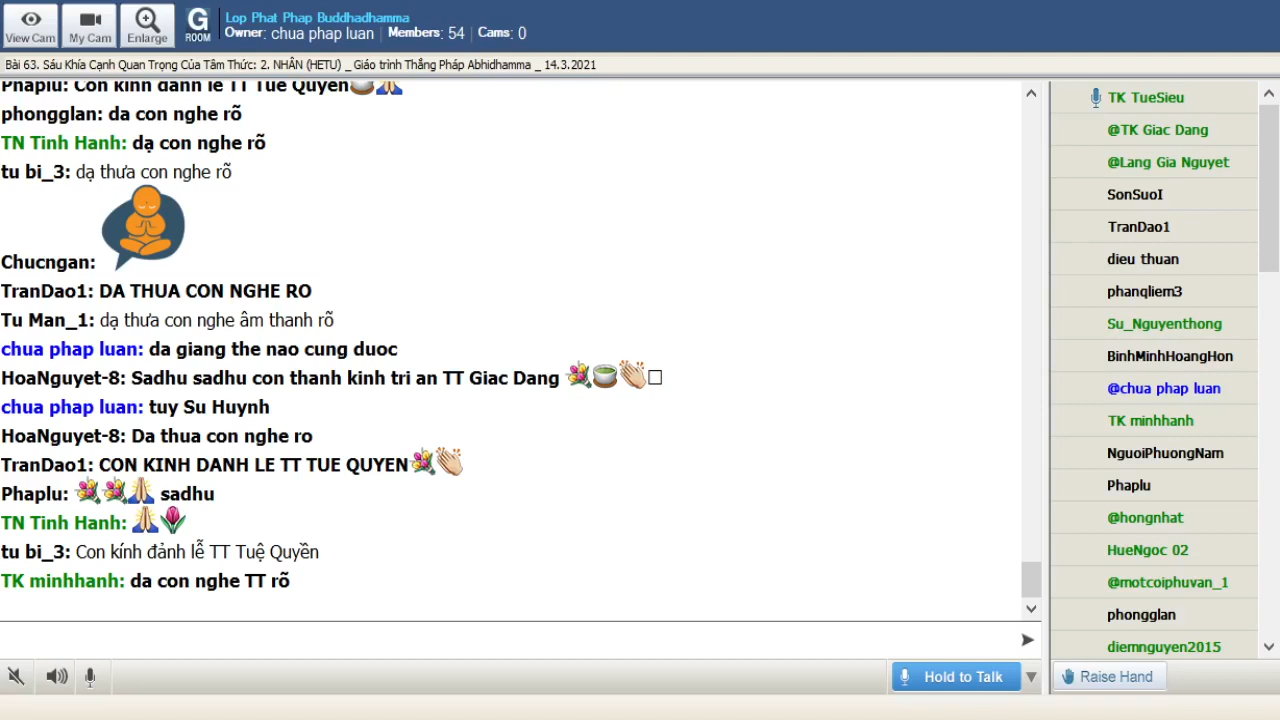 View Cam
My Cam
Enlarge
G
ROOM
Lop Phat Phap Buddhadhamma
Owner: chua phap luan | Members: 54 | Cams: 0
Bài 63. Sáu Khía Cạnh Quan Trọng Của Tâm Thức: 2. NHÂN (HETU) _ Giáo trình Thắng Pháp Abhidhamma _ 14.3.2021
Phaplu: Con kinh danh le TT Tue Quyen
phongglan: da con nghe rõ
TN Tinh Hanh: dạ con nghe rõ
tu bi_3: dạ thưa con nghe rõ
Chucngan:
TranDao1: DA THUA CON NGHE RO
Tu Man_1: dạ thưa con nghe âm thanh rõ
chua phap luan: da giang the nao cung duoc
HoaNguyet-8: Sadhu sadhu con thanh kinh tri an TT Giac Dang
chua phap luan: tuy Su Huynh
HoaNguyet-8: Da thua con nghe ro
TranDao1: CON KINH DANH LE TT TUE QUYEN
Phaplu: sadhu
TN Tinh Hanh:
tu bi_3: Con kính đảnh lễ TT Tuệ Quyền
TK minhhanh: da con nghe TT rõ
TK TueSieu
@TK Giac Dang
@Lang Gia Nguyet
SonSuoI
TranDao1
dieu thuan
phanqliem3
Su_Nguyenthong
BinhMinhHoangHon
@chua phap luan
TK minhhanh
NguoiPhuongNam
Phaplu
@hongnhat
HueNgoc 02
@motcoiphuvan_1
phongglan
diemnguyen2015
Hold to Talk
Raise Hand